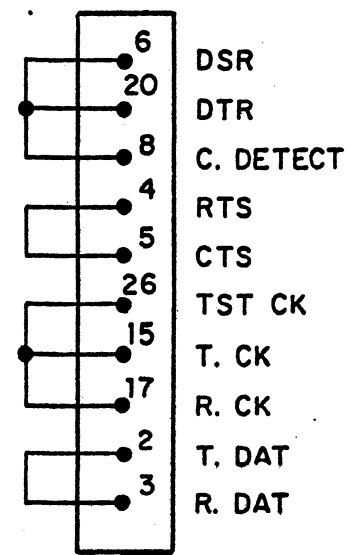 6 DSR
20 DTR
8 C. DETECT
4 RTS
5 CTS
26 TST CK
15 T. CK
17 R. CK
2 T. DAT
3 R. DAT